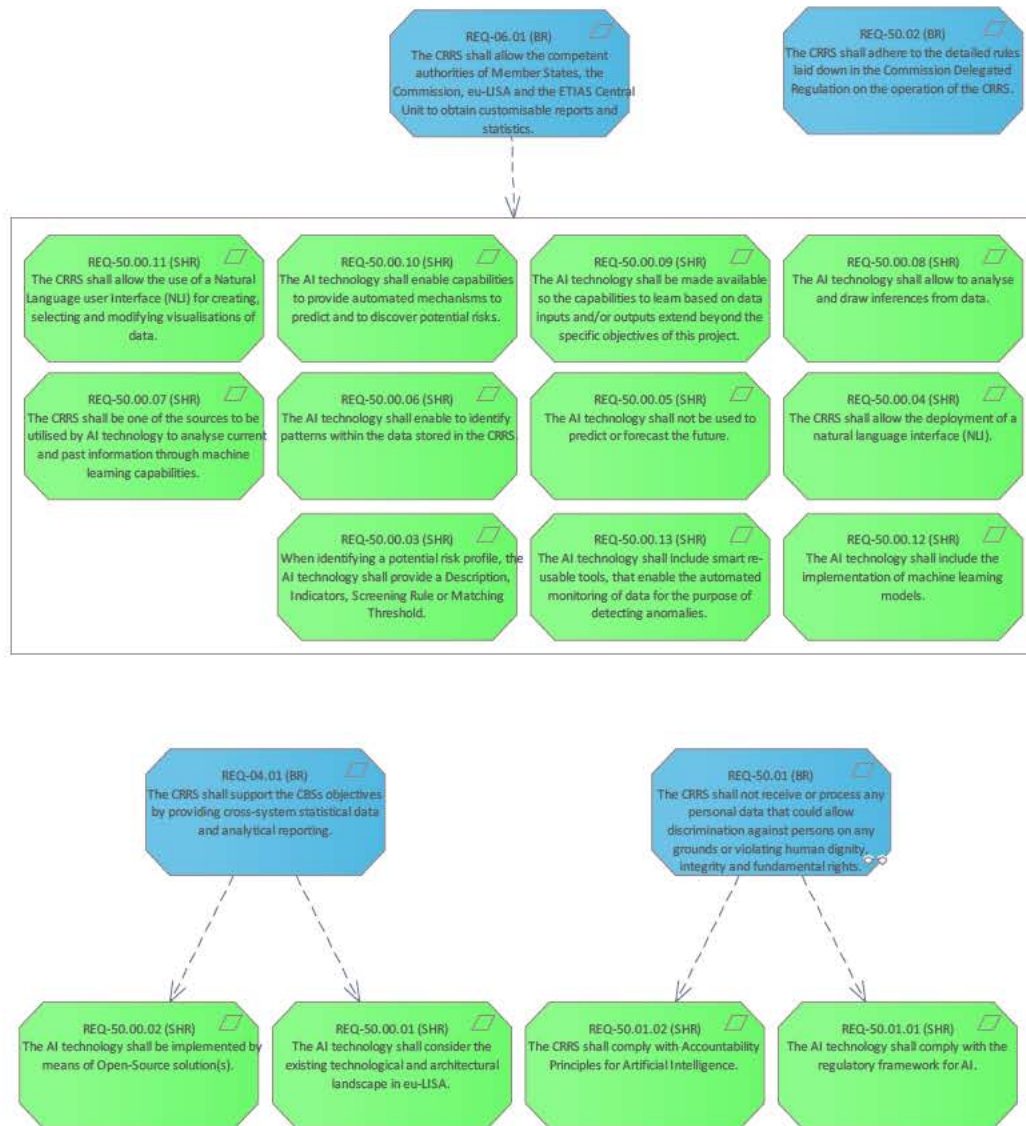 REQ-06.01 (BR)
The CRRS shall allow the competent
authorities of Member States, the
Commission, eu-LISA and the ETIAS Central
Unit to obtain customisable reports and
statistics.
REQ-50.02 (BR)
The CRRS shall adhere to the detailed rules
laid down in the Commission Delegated
Regulation on the operation of the CRRS.
REQ-50.00.11 (SHR)
The CRRS shall allow the use of a Natural
Language user Interface (NLI) for creating,
selecting and modifying visualisations of
data.
REQ-50.00.10 (SHR)
The AI technology shall enable capabilities
to provide automated mechanisms to
predict and to discover potential risks.
REQ-50.00.09 (SHR)
The AI technology shall be made available
so the capabilities to learn based on data
inputs and/or outputs extend beyond the
specific objectives of this project.
REQ-50.00.08 (SHR)
The AI technology shall allow to analyse
and draw inferences from data.
REQ-50.00.07 (SHR)
The CRRS shall be one of the sources to be
utilised by AI technology to analyse current
and past information through machine
learning capabilities.
REQ-50.00.06 (SHR)
The AI technology shall enable to identify
patterns within the data stored in the CRRS.
REQ-50.00.05 (SHR)
The AI technology shall not be used to
predict or forecast the future.
REQ-50.00.04 (SHR)
The CRRS shall allow the deployment of a
natural language interface (NLI).
REQ-50.00.03 (SHR)
When identifying a potential risk profile, the
AI technology shall provide a Description,
Indicators, Screening Rule or Matching
Threshold.
REQ-50.00.13 (SHR)
The AI technology shall include smart re-
usable tools, that enable the automated
monitoring of data for the purpose of
detecting anomalies.
REQ-50.00.12 (SHR)
The AI technology shall include the
implementation of machine learning
models.
REQ-04.01 (BR)
The CRRS shall support the CBSs objectives
by providing cross-system statistical data
and analytical reporting.
REQ-50.01 (BR)
The CRRS shall not receive or process any
personal data that could allow
discrimination against persons on any
grounds or violating human dignity,
integrity and fundamental rights.
REQ-50.00.02 (SHR)
The AI technology shall be implemented by
means of Open-Source solution(s).
REQ-50.00.01 (SHR)
The AI technology shall consider the
existing technological and architectural
landscape in eu-LISA.
REQ-50.01.02 (SHR)
The CRRS shall comply with Accountability
Principles for Artificial Intelligence.
REQ-50.01.01 (SHR)
The AI technology shall comply with the
regulatory framework for AI.